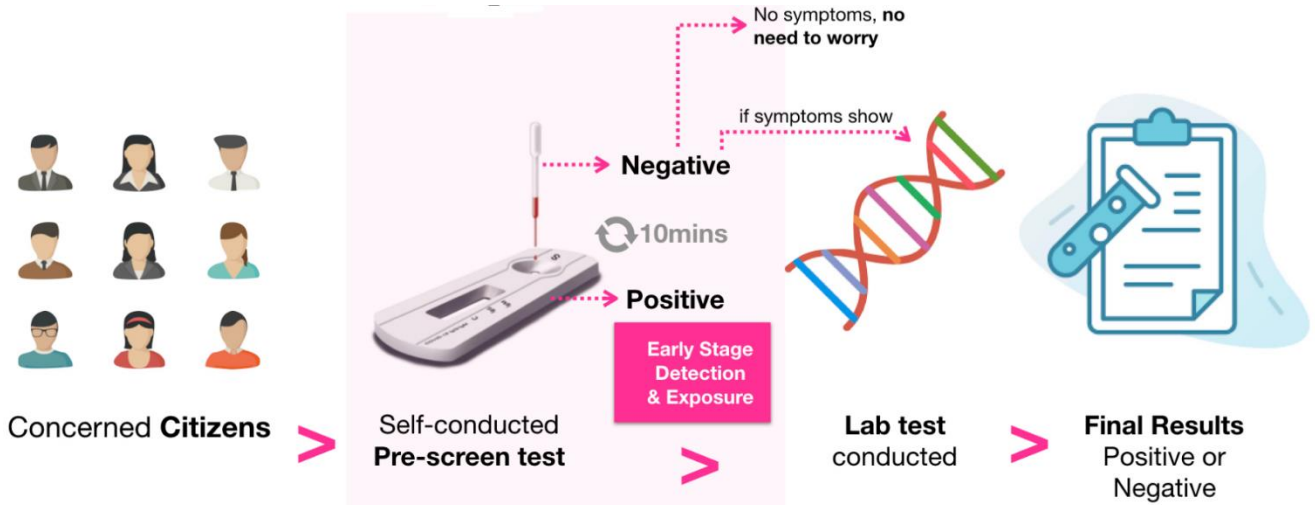 No symptoms, no
need to worry
if symptoms show
Negative
10mins
Positive
Early Stage
Detection
& Exposure
Concerned Citizens
>
Self-conducted
Pre-screen test
>
Lab test
conducted
>
Final Results
Positive or
Negative
S